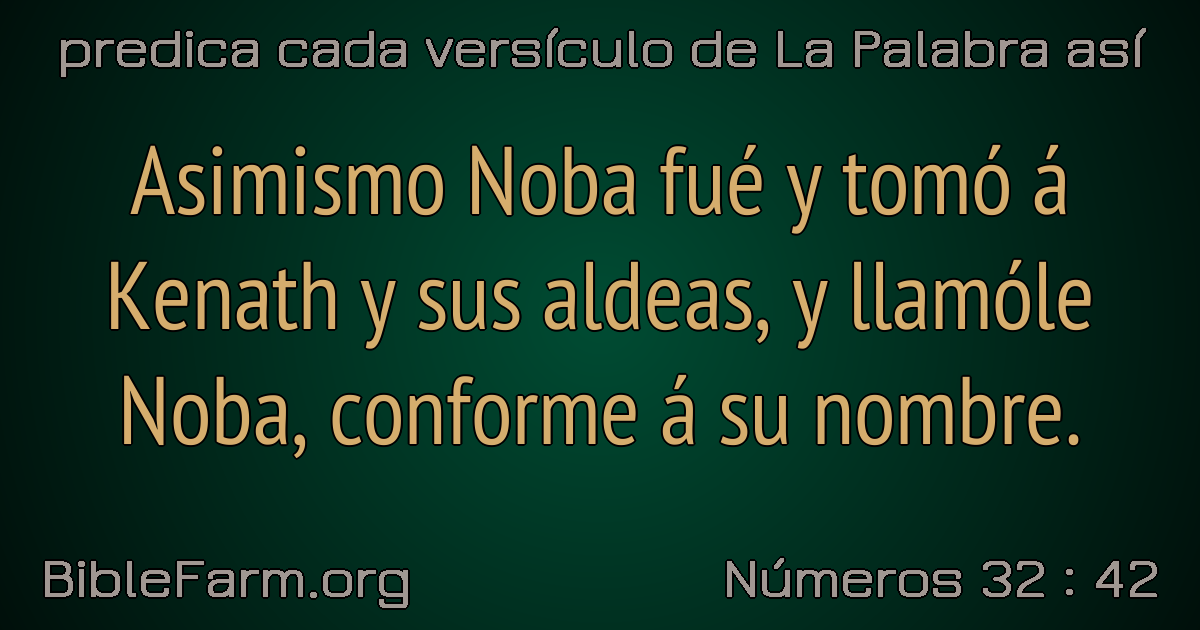 predica cada versículo de La Palabra así
Asimismo Noba fué y tomó á
Kenath y sus aldeas, y llamóle
Noba, conforme á su nombre.
BibleFarm.org
Números 32 : 42